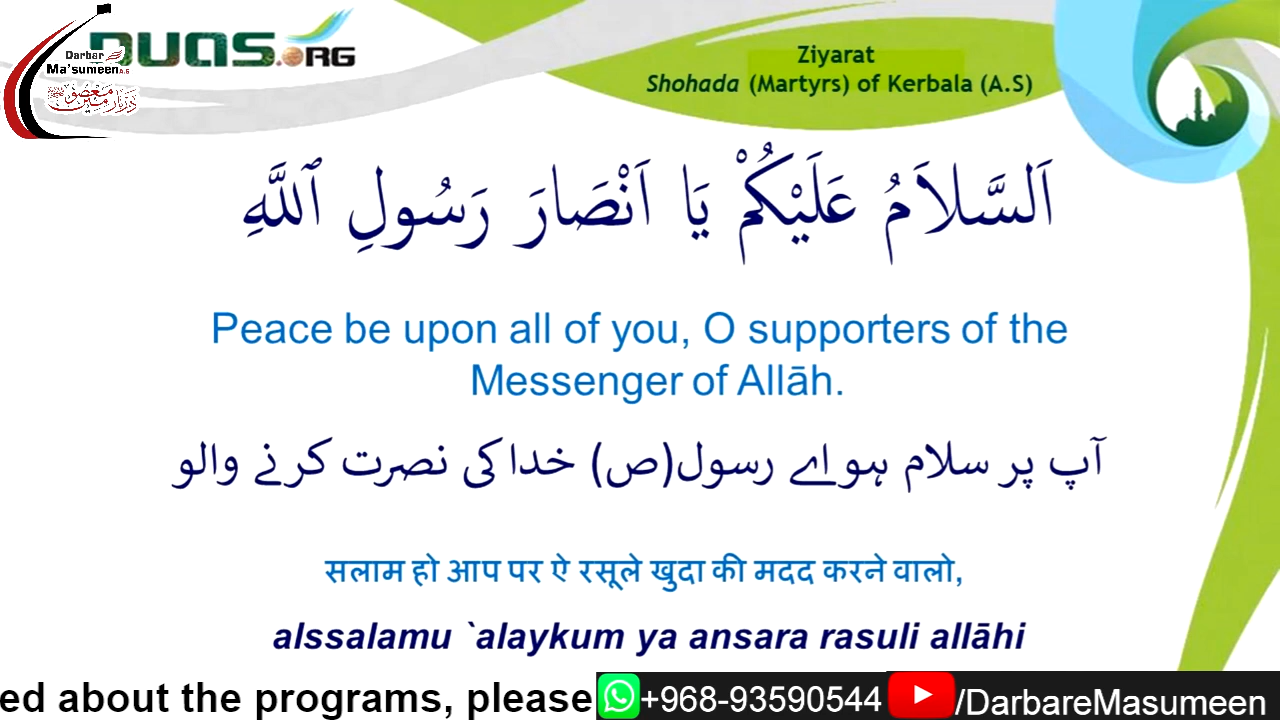 DUAS.ORG
Darbar
Ma'sumeen A.S
دربار معصومین
Ziyarat
Shohada (Martyrs) of Kerbala (A.S)
اَلسَّلاَمُ عَلَيْكُمْ يَا اَنْصَارَ رَسُولِ ٱللَّهِ
Peace be upon all of you, O supporters of the
Messenger of Allāh.
آپ پر سلام ہو اے رسول(ص) خدا کی نصرت کرنے والو
सलाम हो आप पर ऐ रसूले खुदा की मदद करने वालो,
alssalamu `alaykum ya ansara rasuli allāhi
ed about the programs, please +968-93590544 /DarbareMasumeen